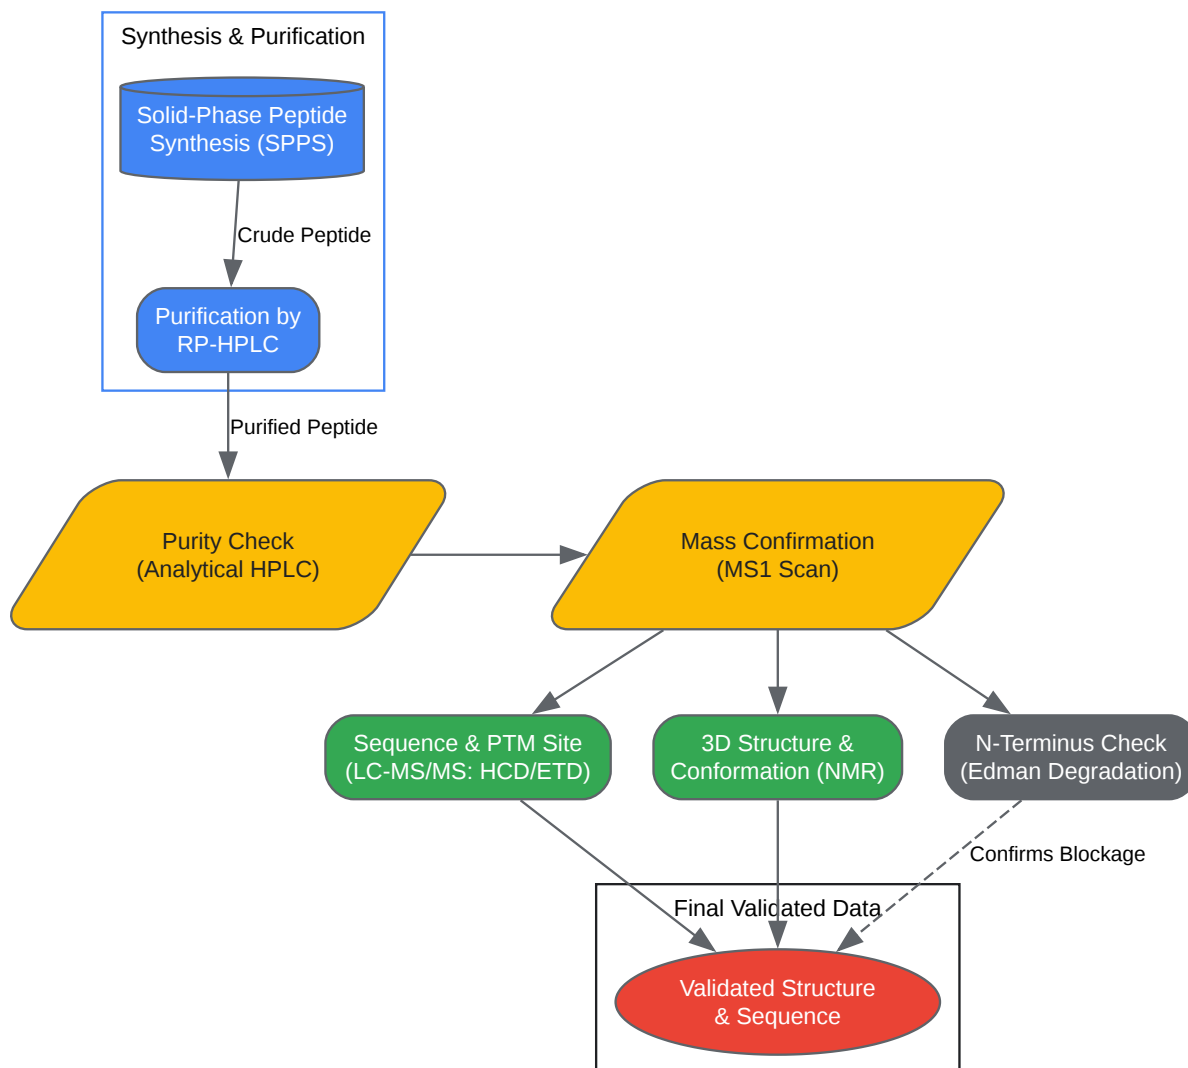 Synthesis & Purification
Solid-Phase Peptide
Synthesis (SPPS)
Crude Peptide
Purification by
RP-HPLC
Purified Peptide
Purity Check
(Analytical HPLC)
Mass Confirmation
(MS1 Scan)
Sequence & PTM Site
(LC-MS/MS: HCD/ETD)
3D Structure &
Conformation (NMR)
N-Terminus Check
(Edman Degradation)
Confirms Blockage
Final Validated Data
Validated Structure
& Sequence